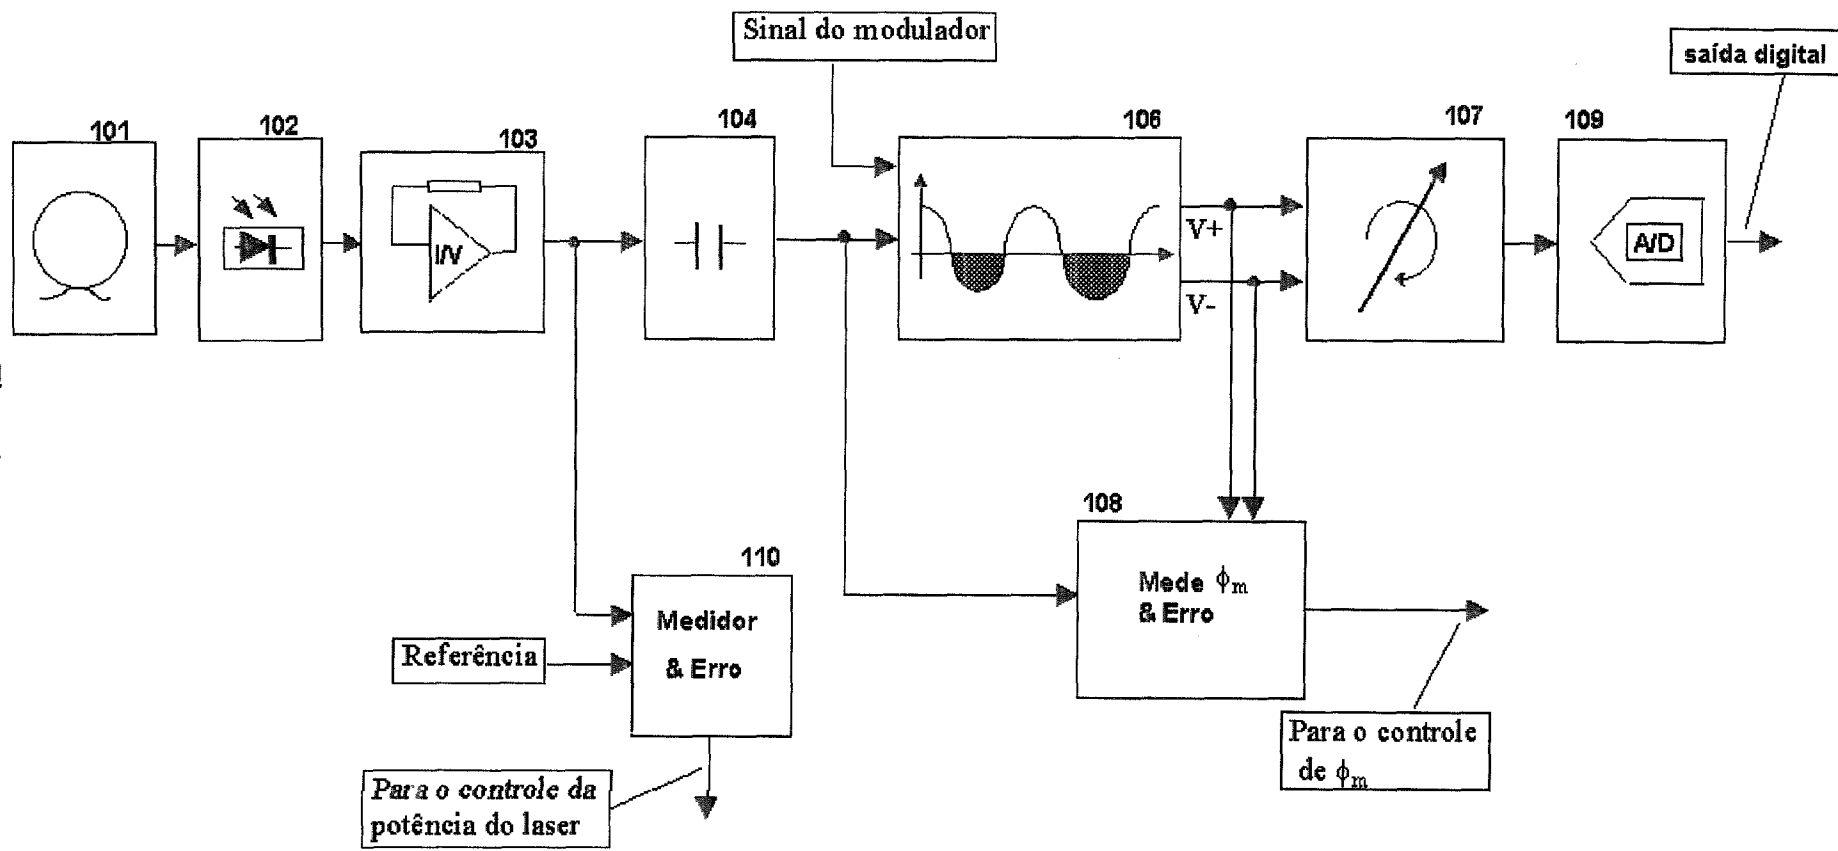 Sinal do modulador
saída digital
101
102
103
104
106
107
109
I/V
V+
V-
A/D
108
Mede ϕm
& Erro
110
Medidor
& Erro
Referência
Para o controle da
potência do laser
Para o controle
de ϕm